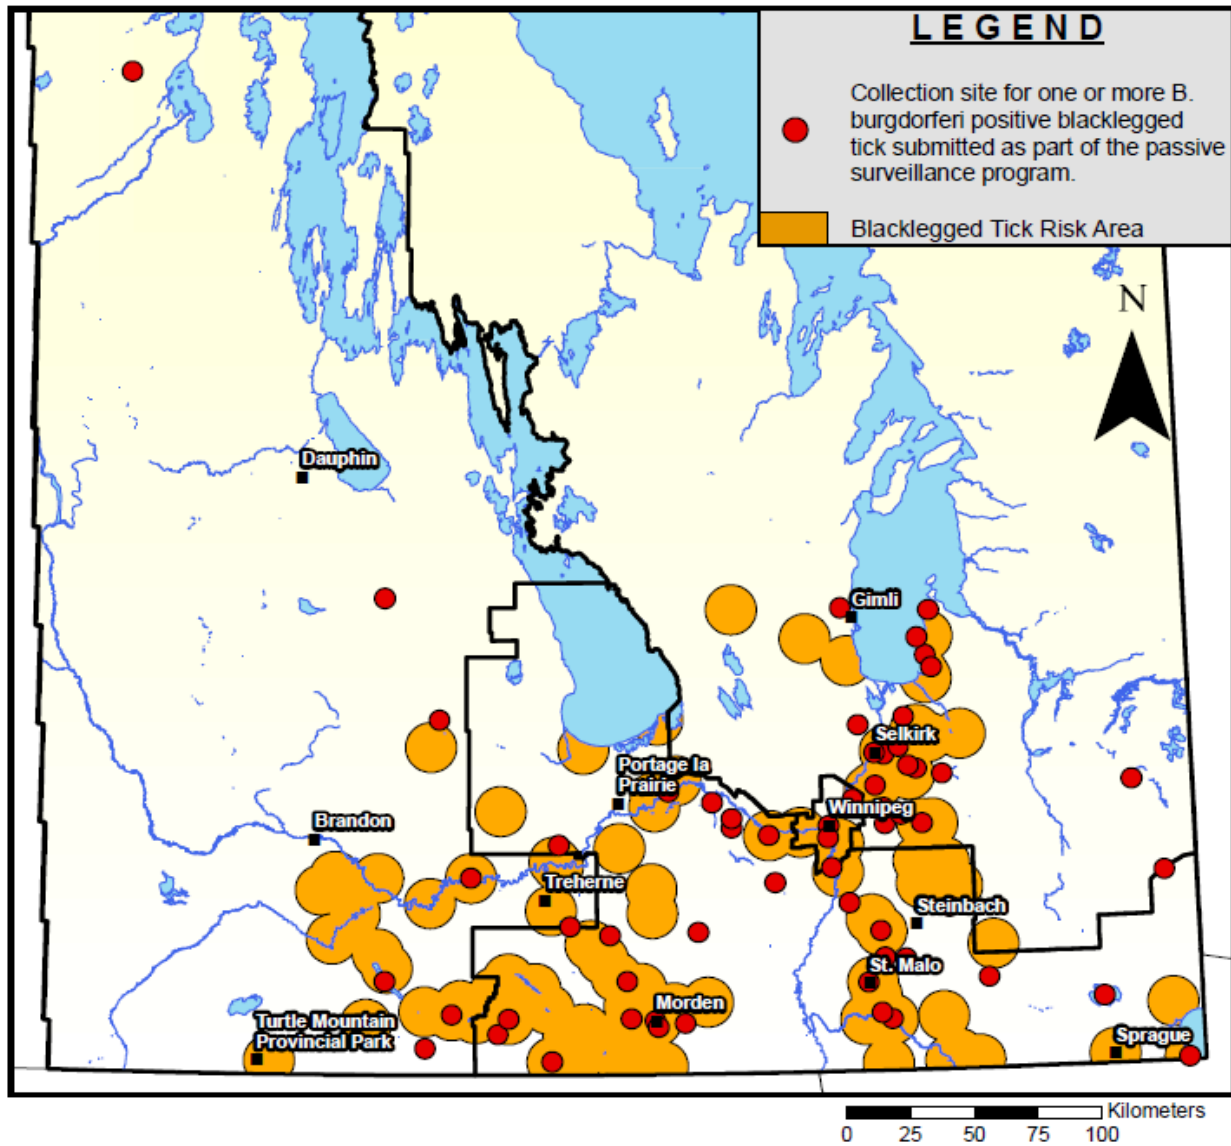 L E G E N D
Collection site for one or more B.
burgdorferi positive blacklegged
tick submitted as part of the passive
surveillance program.
Blacklegged Tick Risk Area
N
Dauphin
Gimli
Selkirk
Portage la
Prairie
Winnipeg
Brandon
Treherne
Steinbach
St. Malo
Morden
Turtle Mountain
Provincial Park
Sprague
Kilometers
0 25 50 75 100